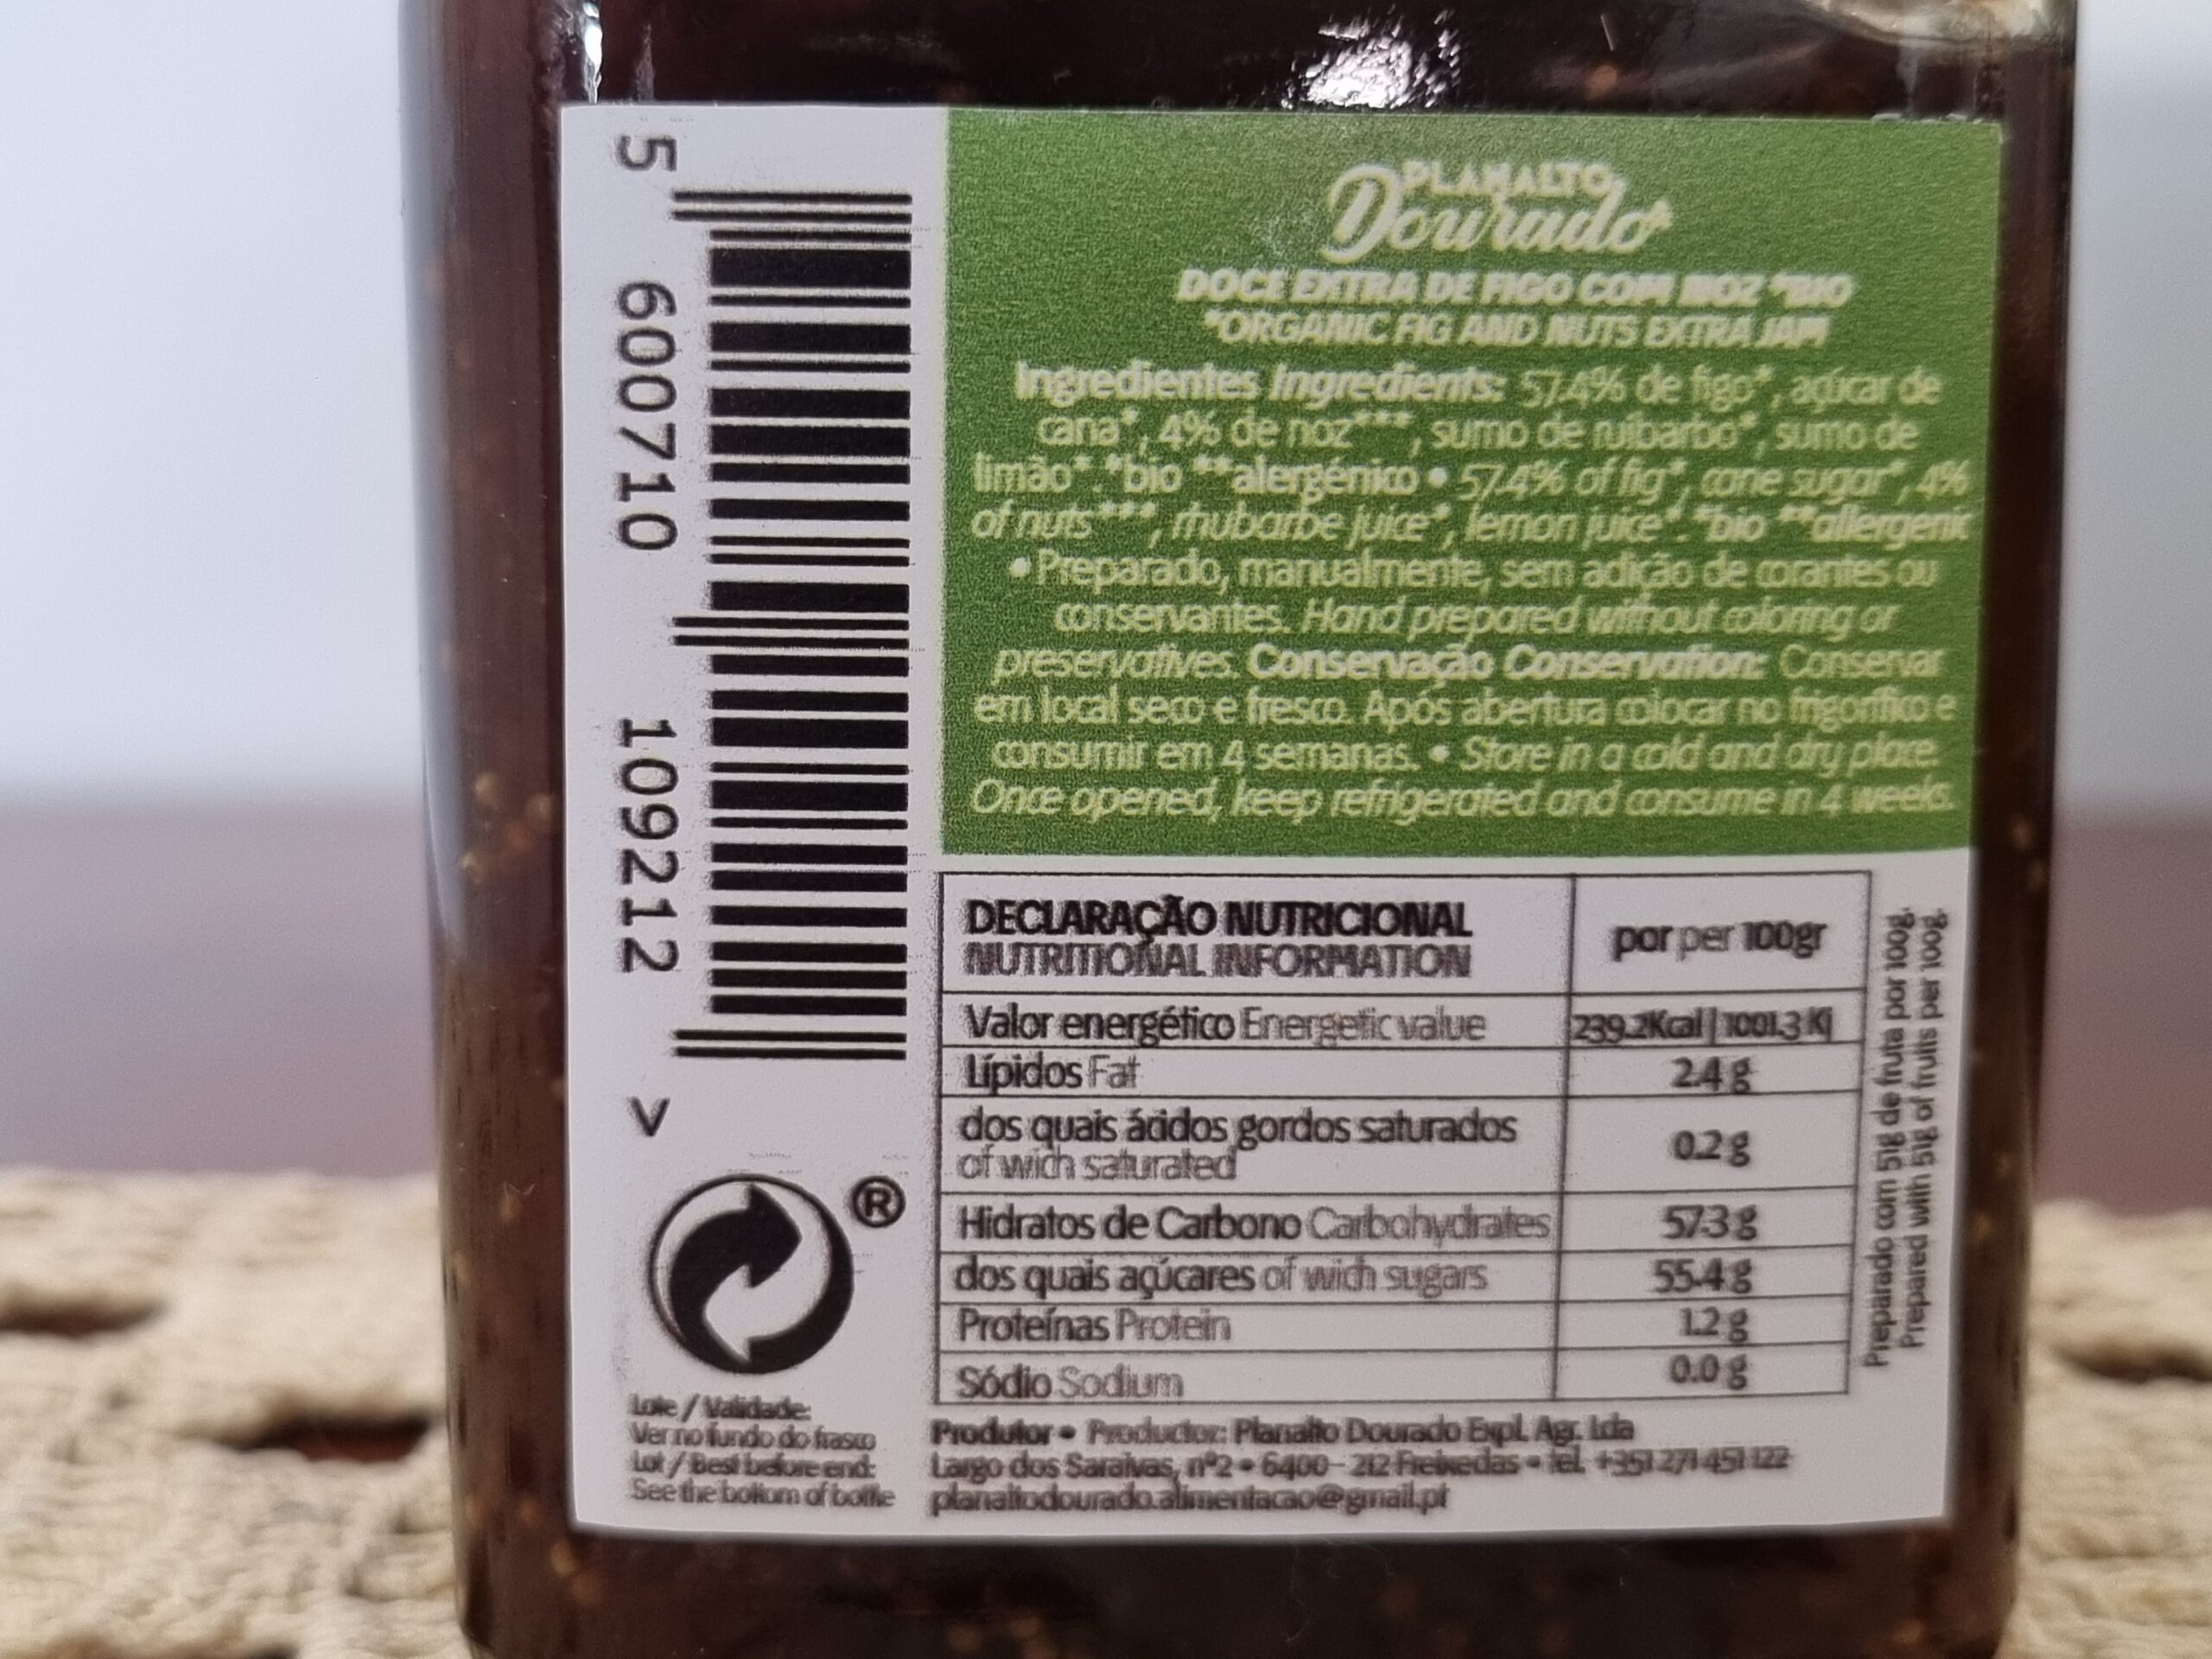 5 600710 109212 >
PLANALTO
Dourado
DOCE EXTRA DE FIGO COM NOZ *BIO
*ORGANIC FIG AND NUTS EXTRA JAM
Ingredientes Ingredients: 57.4% de figo*, açúcar de
cana*, 4% de noz***, sumo de ruibarbo*, sumo de
limão*. *bio **alergénico • 57.4% of fig*, cane sugar*, 4%
of nuts***, rhubarbe juice*, lemon juice*. *bio **allergenic
• Preparado, manualmente, sem adição de corantes ou
conservantes. Hand prepared without coloring or
preservatives. Conservação Conservation: Conservar
em local seco e fresco. Após abertura colocar no frigorífico e
consumir em 4 semanas. • Store in a cold and dry place.
Once opened, keep refrigerated and consume in 4 weeks.
DECLARAÇÃO NUTRICIONAL
NUTRITIONAL INFORMATION
por per 100gr
Valor energético Energetic value 239.2Kcal | 1001.3 Kj
Lípidos Fat 2.4 g
dos quais ácidos gordos saturados
of wich saturated
0.2 g
Hidratos de Carbono Carbohydrates 57.3 g
dos quais açúcares of wich sugars 55.4 g
Proteínas Protein 1.2 g
Sódio Sodium 0.0 g
Preparado com 51g de fruta por 100g.
Prepared with 51g of fruits per 100g.
®
Lote / Validade:
Ver no fundo do frasco
Lot / Best before end:
See the bottom of bottle
Produtor • Productor: Planalto Dourado Expl. Agr. Lda
Largo dos Saraivas, nº2 • 6400-212 Freixedas • tel. +351 271 451 122
planaltodourado.alimentacao@gmail.pt